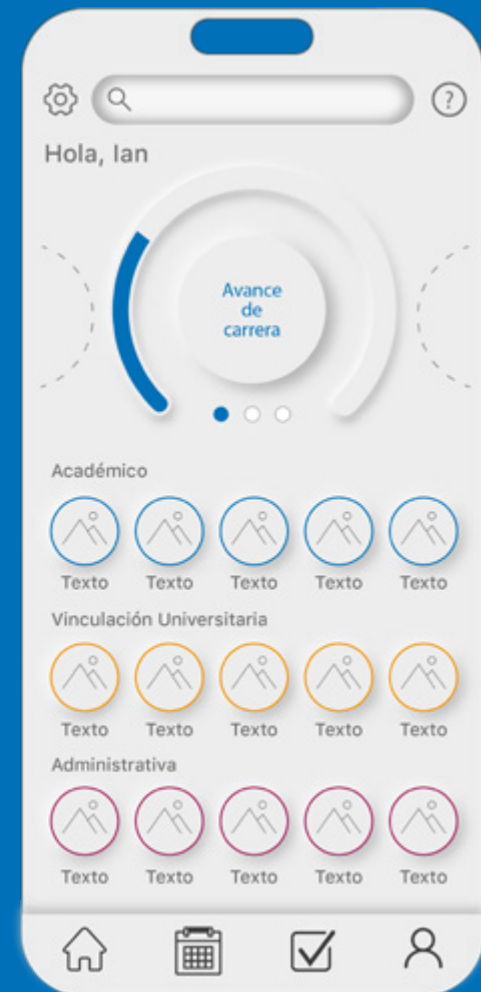 ?
Hola, Ian
Avance
de
carrera
Académico
Texto Texto Texto Texto Texto
Vinculación Universitaria
Texto Texto Texto Texto Texto
Administrativa
Texto Texto Texto Texto Texto